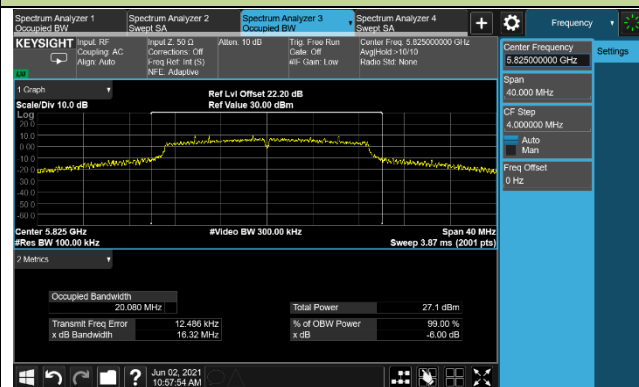 Spectrum Analyzer 1
Occupied BW
Spectrum Analyzer 2
Swept SA
Spectrum Analyzer 3
Occupied BW
Spectrum Analyzer 4
Swept SA
Frequency
KEYSIGHT
Input: RF
Coupling: AC
Align: Auto
Input Z: 50 Ω
Corrections: Off
Freq Ref: Int (S)
NFE: Adaptive
Atten: 10 dB
Trig: Free Run
Gate: Off
#IF Gain: Low
Center Freq: 5.825000000 GHz
Avg|Hold:>10/10
Radio Std: None
LXI
Center Frequency
5.825000000 GHz
Settings
Span
40.000 MHz
CF Step
4.000000 MHz
Auto
Man
Freq Offset
0 Hz
1 Graph
Scale/Div 10.0 dB
Ref Lvl Offset 22.20 dB
Ref Value 30.00 dBm
Log
20.0
10.0
0.00
-10.0
-20.0
-30.0
-40.0
-50.0
-60.0
Center 5.825 GHz
#Res BW 100.00 kHz
#Video BW 300.00 kHz
Span 40 MHz
Sweep 3.87 ms (2001 pts)
2 Metrics
Occupied Bandwidth
20.080 MHz
Total Power 27.1 dBm
Transmit Freq Error 12.486 kHz
% of OBW Power 99.00 %
x dB Bandwidth 16.32 MHz
x dB -6.00 dB
Jun 02, 2021
10:57:54 AM